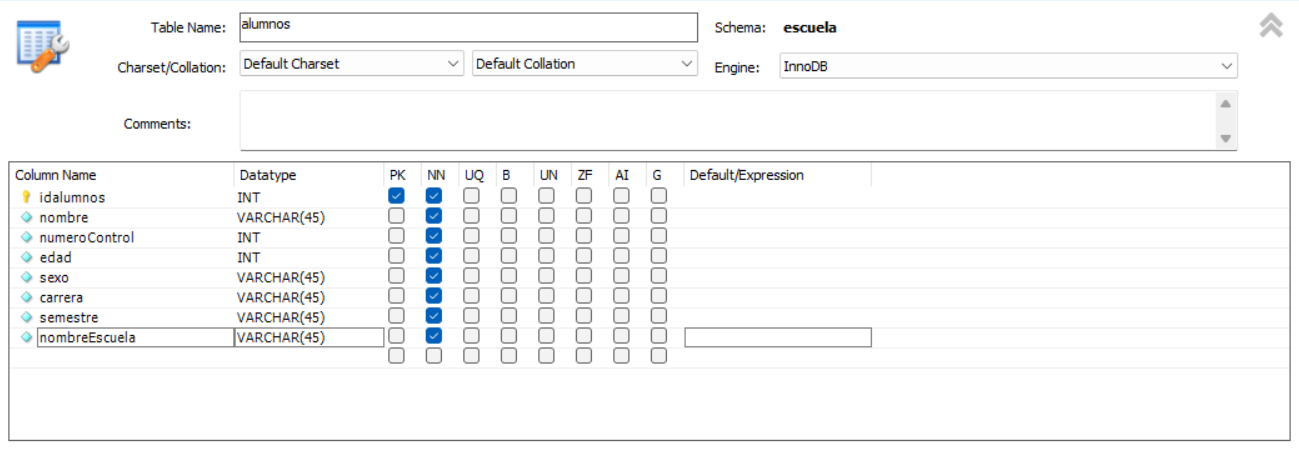 Table Name: alumnos Schema: escuela
Charset/Collation: Default Charset Default Collation Engine: InnoDB
Comments:
Column Name Datatype PK NN UQ B UN ZF AI G Default/Expression
idalumnos INT
nombre VARCHAR(45)
numeroControl INT
edad INT
sexo VARCHAR(45)
carrera VARCHAR(45)
semestre VARCHAR(45)
nombreEscuela VARCHAR(45)